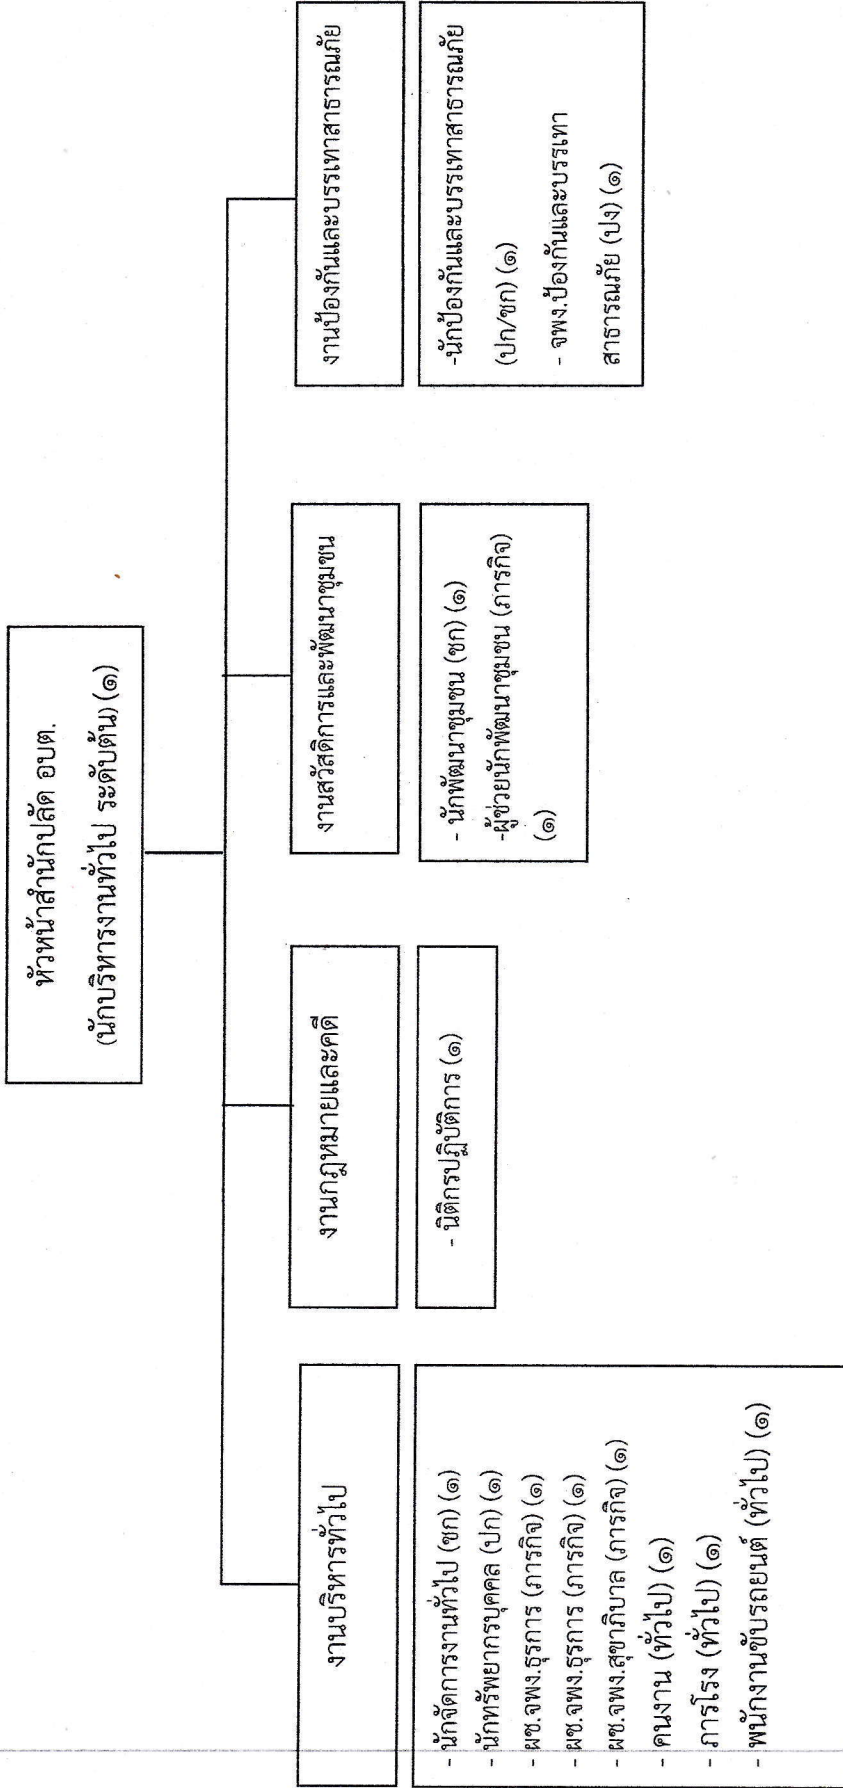 หัวหน้าสำนักปลัด อบต.
(นักบริหารงานทั่วไป ระดับต้น) (๑)
งานบริหารทั่วไป
- นักจัดการงานทั่วไป (ชก) (๑)
- นักทรัพยากรบุคคล (ปก) (๑)
- ผช.จพง.ธุรการ (ภารกิจ) (๑)
- ผช.จพง.ธุรการ (ภารกิจ) (๑)
- ผช.จพง.สุขาภิบาล (ภารกิจ) (๑)
- คนงาน (ทั่วไป) (๑)
- ภารโรง (ทั่วไป) (๑)
- พนักงานขับรถยนต์ (ทั่วไป) (๑)
งานกฎหมายและคดี
- นิติกรปฏิบัติการ (๑)
งานสวัสดิการและพัฒนาชุมชน
- นักพัฒนาชุมชน (ชก) (๑)
-ผู้ช่วยนักพัฒนาชุมชน (ภารกิจ)
(๑)
งานป้องกันและบรรเทาสาธารณภัย
-นักป้องกันและบรรเทาสาธารณภัย
(ปก/ชก) (๑)
- จพง.ป้องกันและบรรเทา
สาธารณภัย (ปง) (๑)